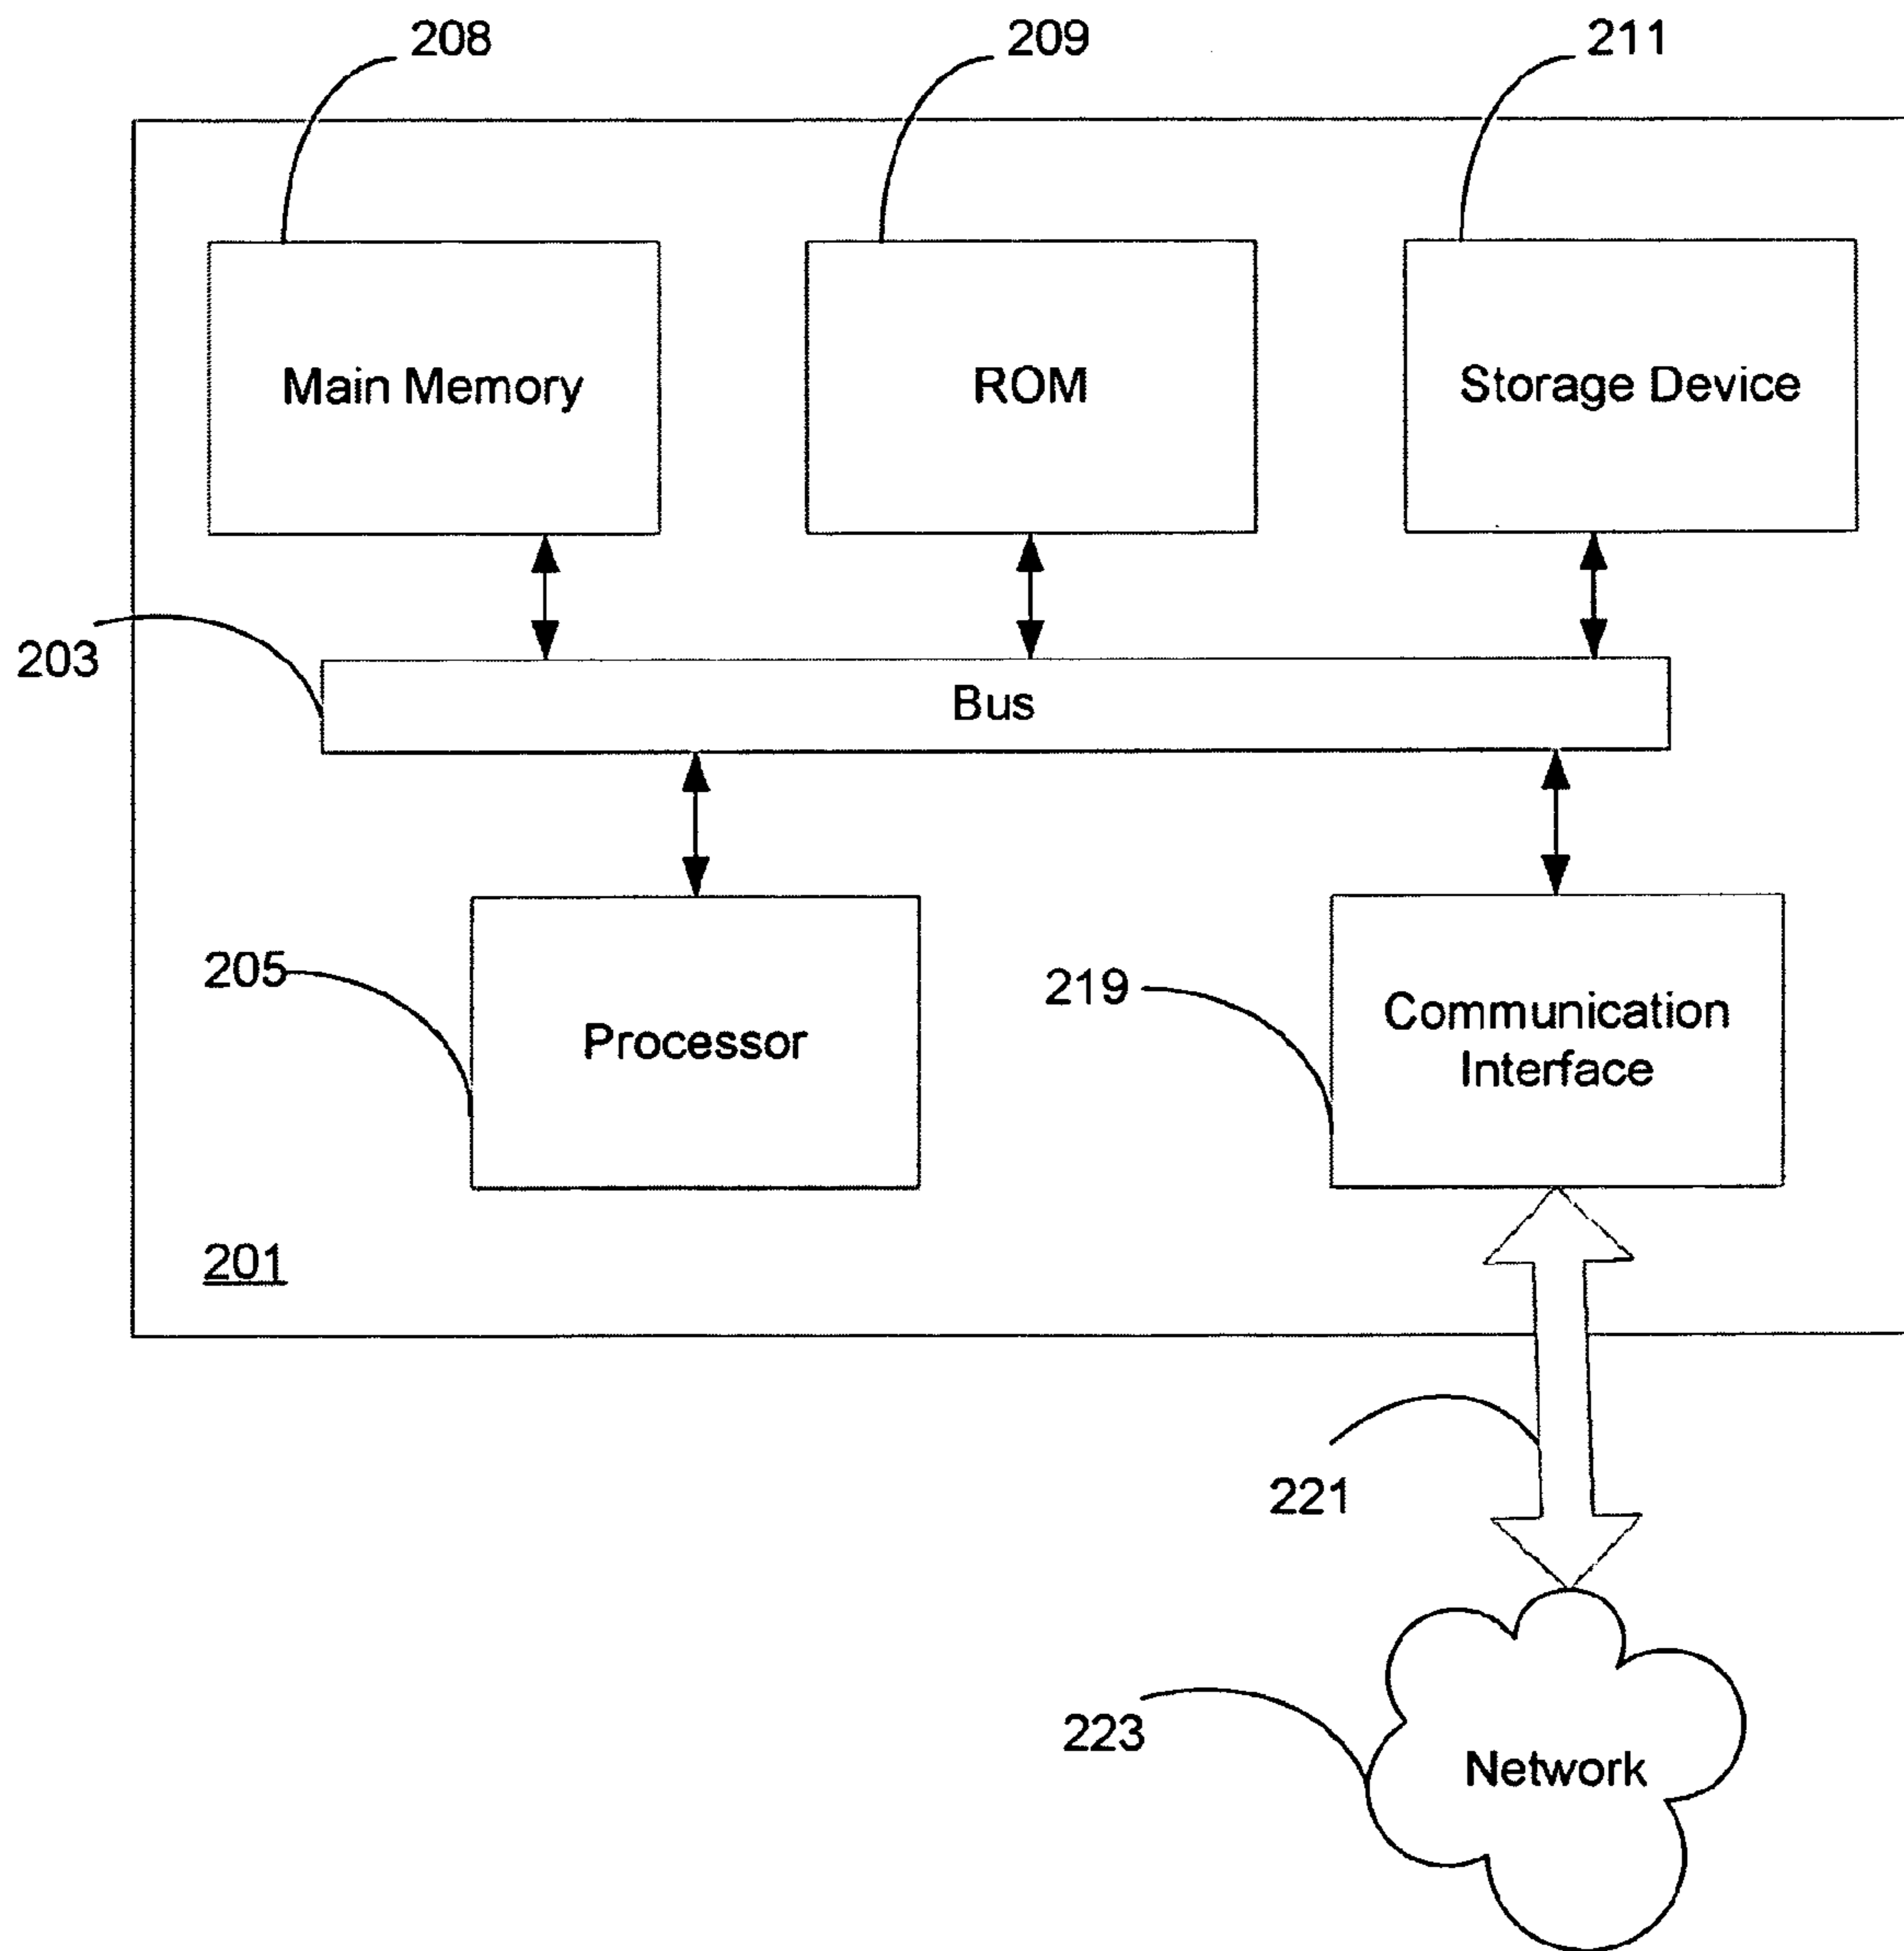 208
209
211
Main Memory
ROM
Storage Device
203
Bus
205
219
Processor
Communication
Interface
201
221
223
Network